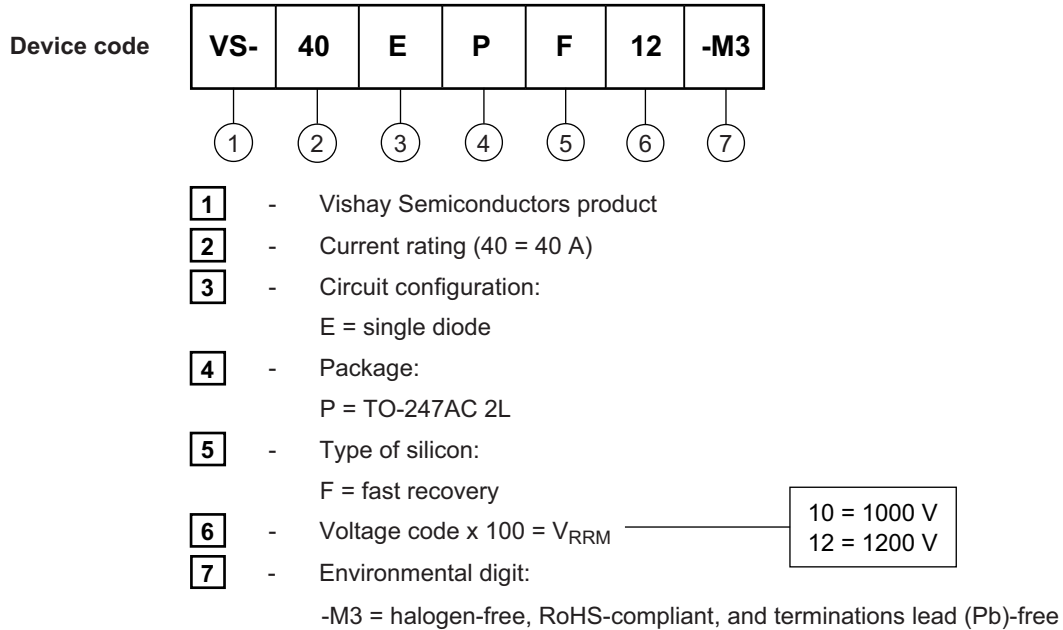 Device code VS- 40 E P F 12 -M3
1 2 3 4 5 6 7
1 - Vishay Semiconductors product
2 - Current rating (40 = 40 A)
3 - Circuit configuration:
E = single diode
4 - Package:
P = TO-247AC 2L
5 - Type of silicon:
F = fast recovery
6 - Voltage code x 100 = VRRM
10 = 1000 V
12 = 1200 V
7 - Environmental digit:
-M3 = halogen-free, RoHS-compliant, and terminations lead (Pb)-free